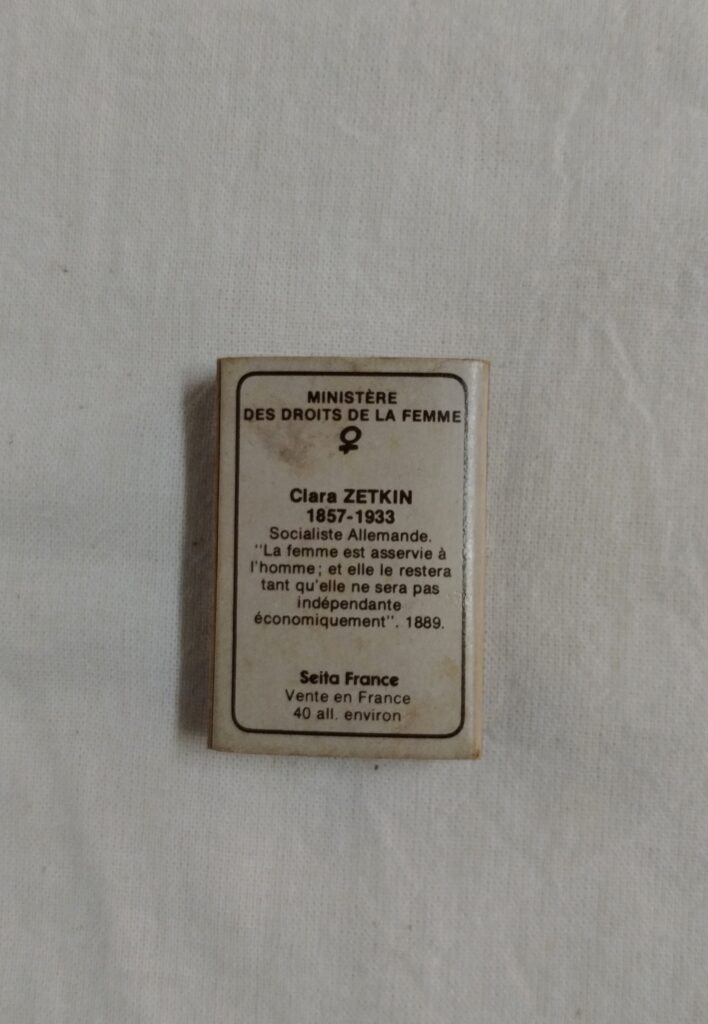 MINISTÈRE
DES DROITS DE LA FEMME
♀
Clara ZETKIN
1857-1933
Socialiste Allemande.
"La femme est asservie à
l'homme; et elle le restera
tant qu'elle ne sera pas
indépendante
économiquement". 1889.
Seita France
Vente en France
40 all. environ